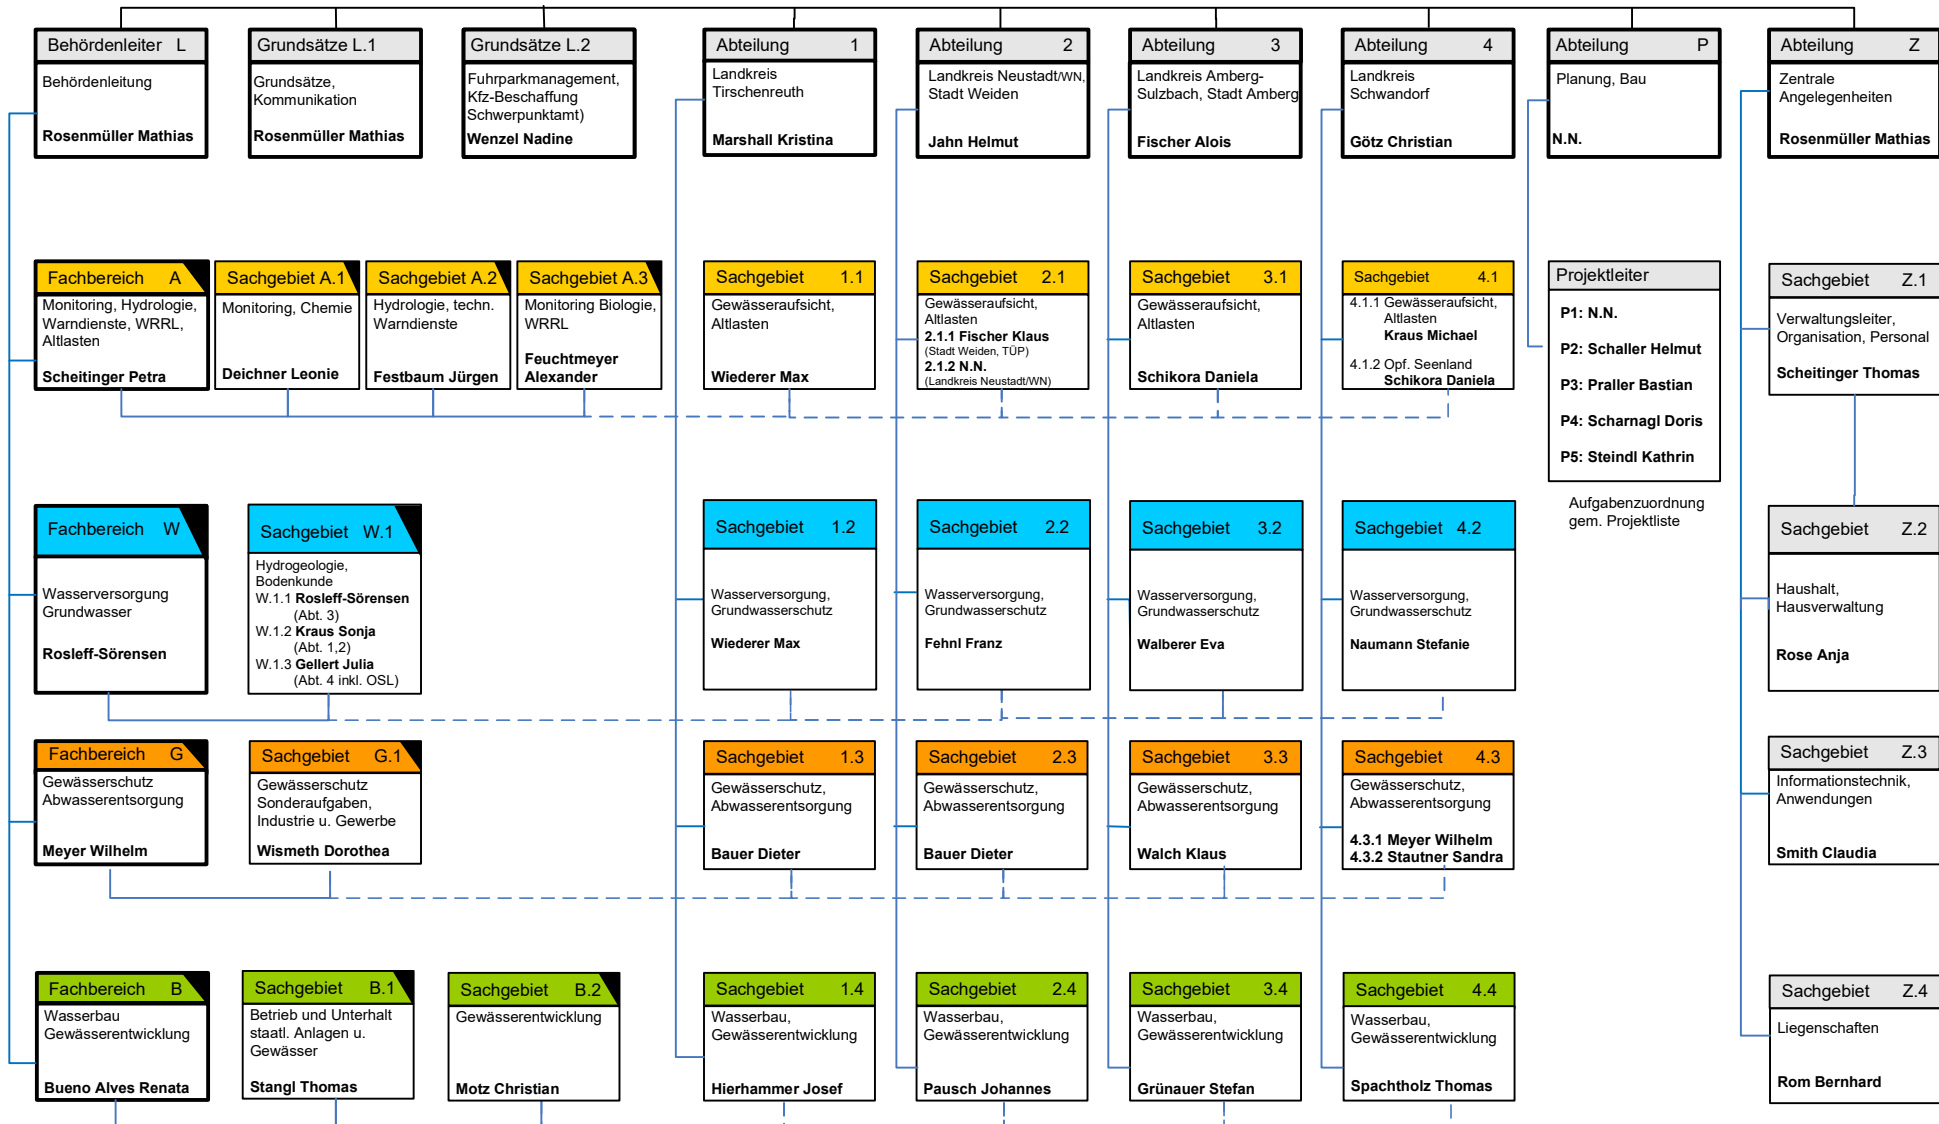 Behördenleiter L
Behördenleitung
Rosenmüller Mathias
Grundsätze L.1
Grundsätze,
Kommunikation
Rosenmüller Mathias
Grundsätze L.2
Fuhrparkmanagement,
Kfz-Beschaffung
Schwerpunktamt)
Wenzel Nadine
Abteilung 1
Landkreis
Tirschenreuth
Marshall Kristina
Abteilung 2
Landkreis Neustadt/WN,
Stadt Weiden
Jahn Helmut
Abteilung 3
Landkreis Amberg-
Sulzbach, Stadt Amberg
Fischer Alois
Abteilung 4
Landkreis
Schwandorf
Götz Christian
Abteilung P
Planung, Bau
N.N.
Abteilung Z
Zentrale
Angelegenheiten
Rosenmüller Mathias
Fachbereich A
Monitoring, Hydrologie,
Warndienste, WRRL,
Altlasten
Scheitinger Petra
Sachgebiet A.1
Monitoring, Chemie
Deichner Leonie
Sachgebiet A.2
Hydrologie, techn.
Warndienste
Festbaum Jürgen
Sachgebiet A.3
Monitoring Biologie,
WRRL
Feuchtmeyer
Alexander
Sachgebiet 1.1
Gewässeraufsicht,
Altlasten
Wiederer Max
Sachgebiet 2.1
Gewässeraufsicht,
Altlasten
2.1.1 Fischer Klaus
(Stadt Weiden, TÜP)
2.1.2 N.N.
(Landkreis Neustadt/WN)
Sachgebiet 3.1
Gewässeraufsicht,
Altlasten
Schikora Daniela
Sachgebiet 4.1
4.1.1 Gewässeraufsicht,
Altlasten
Kraus Michael
4.1.2 Opf. Seenland
Schikora Daniela
Projektleiter
P1: N.N.
P2: Schaller Helmut
P3: Praller Bastian
P4: Scharnagl Doris
P5: Steindl Kathrin
Aufgabenzuordnung
gem. Projektliste
Sachgebiet Z.1
Verwaltungsleiter,
Organisation, Personal
Scheitinger Thomas
Fachbereich W
Wasserversorgung
Grundwasser
Rosleff-Sörensen
Sachgebiet W.1
Hydrogeologie,
Bodenkunde
W.1.1 Rosleff-Sörensen
(Abt. 3)
W.1.2 Kraus Sonja
(Abt. 1,2)
W.1.3 Gellert Julia
(Abt. 4 inkl. OSL)
Sachgebiet 1.2
Wasserversorgung,
Grundwasserschutz
Wiederer Max
Sachgebiet 2.2
Wasserversorgung,
Grundwasserschutz
Fehnl Franz
Sachgebiet 3.2
Wasserversorgung,
Grundwasserschutz
Walberer Eva
Sachgebiet 4.2
Wasserversorgung,
Grundwasserschutz
Naumann Stefanie
Sachgebiet Z.2
Haushalt,
Hausverwaltung
Rose Anja
Fachbereich G
Gewässerschutz
Abwasserentsorgung
Meyer Wilhelm
Sachgebiet G.1
Gewässerschutz
Sonderaufgaben,
Industrie u. Gewerbe
Wismeth Dorothea
Sachgebiet 1.3
Gewässerschutz,
Abwasserentsorgung
Bauer Dieter
Sachgebiet 2.3
Gewässerschutz,
Abwasserentsorgung
Bauer Dieter
Sachgebiet 3.3
Gewässerschutz,
Abwasserentsorgung
Walch Klaus
Sachgebiet 4.3
Gewässerschutz,
Abwasserentsorgung
4.3.1 Meyer Wilhelm
4.3.2 Stautner Sandra
Sachgebiet Z.3
Informationstechnik,
Anwendungen
Smith Claudia
Fachbereich B
Wasserbau
Gewässerentwicklung
Bueno Alves Renata
Sachgebiet B.1
Betrieb und Unterhalt
staatl. Anlagen u.
Gewässer
Stangl Thomas
Sachgebiet B.2
Gewässerentwicklung
Motz Christian
Sachgebiet 1.4
Wasserbau,
Gewässerentwicklung
Hierhammer Josef
Sachgebiet 2.4
Wasserbau,
Gewässerentwicklung
Pausch Johannes
Sachgebiet 3.4
Wasserbau,
Gewässerentwicklung
Grünauer Stefan
Sachgebiet 4.4
Wasserbau,
Gewässerentwicklung
Spachtholz Thomas
Sachgebiet Z.4
Liegenschaften
Rom Bernhard